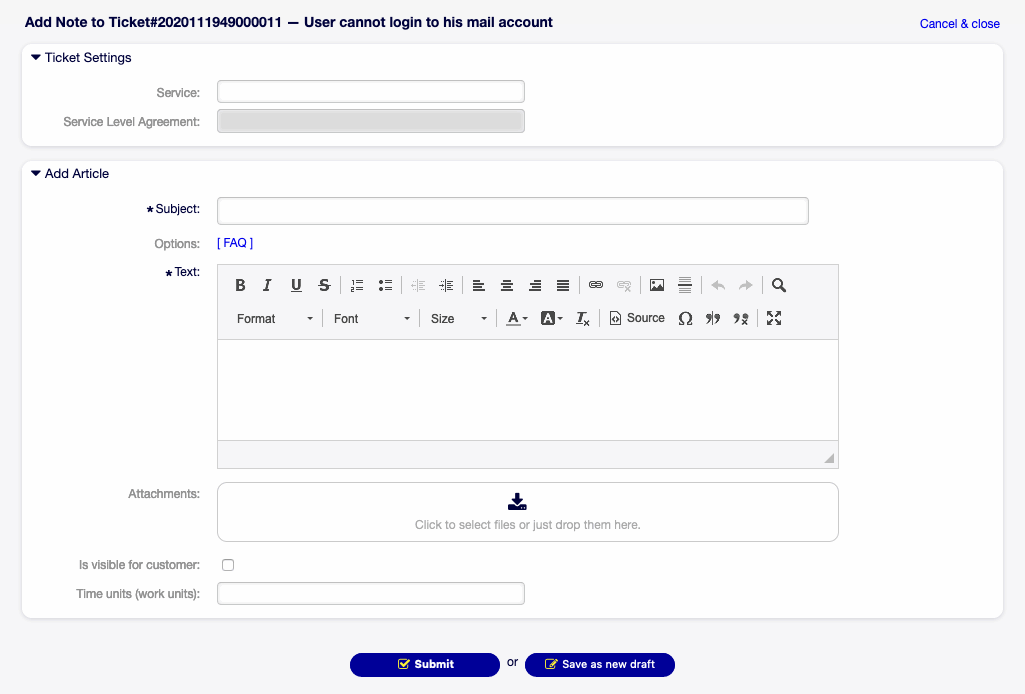 Add Note to Ticket#2020111949000011 — User cannot login to his mail account
Cancel & close
Ticket Settings
Service:
Service Level Agreement:
Add Article
★ Subject:
Options: [ FAQ ]
★ Text:
B I U S
Format Font Size A A Tx Source Ω
Attachments:
Click to select files or just drop them here.
Is visible for customer:
Time units (work units):
Submit or Save as new draft